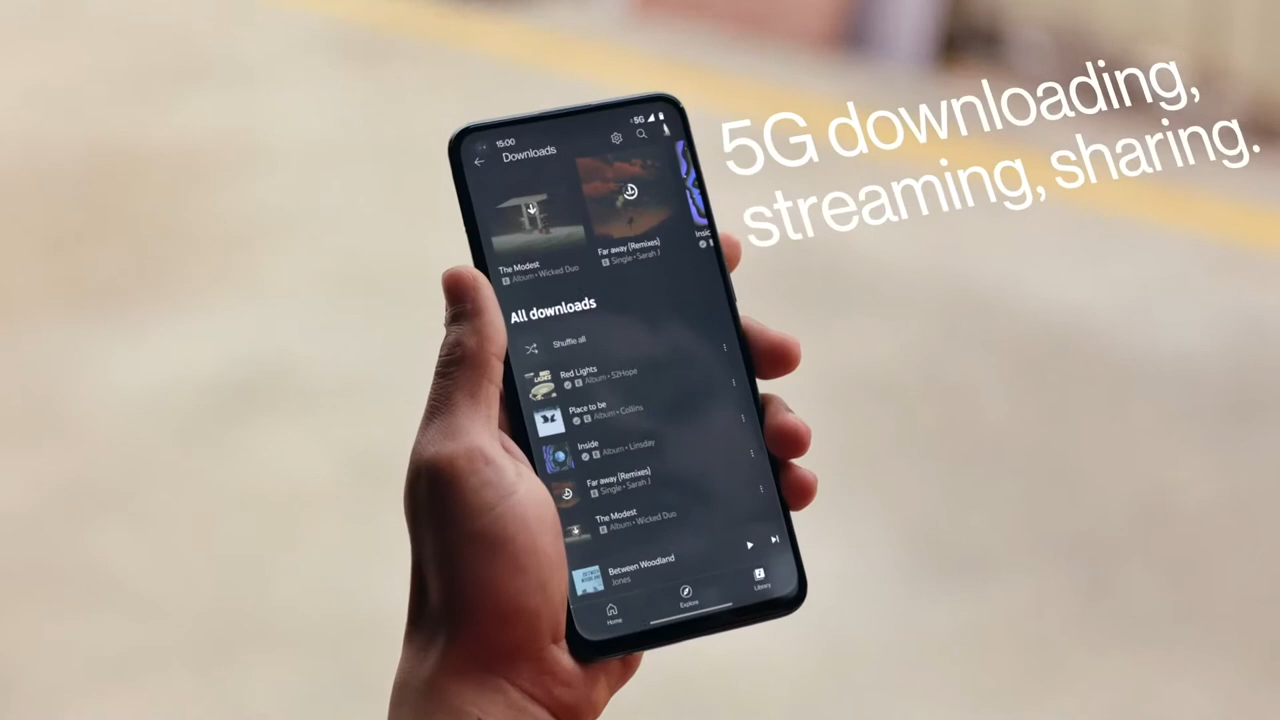 5G downloading,
streaming, sharing.
15:00
5G
Downloads
The Modest
E Album • Wicked Duo
Far away (Remixes)
E Single • Sarah J
All downloads
Shuffle all
Red Lights
E Album • S2Hope
Place to be
E Album • Collins
Inside
E Album • Linsday
Far away (Remixes)
E Single • Sarah J
The Modest
E Album • Wicked Duo
Between Woodland
Jones
Home
Explore
Library